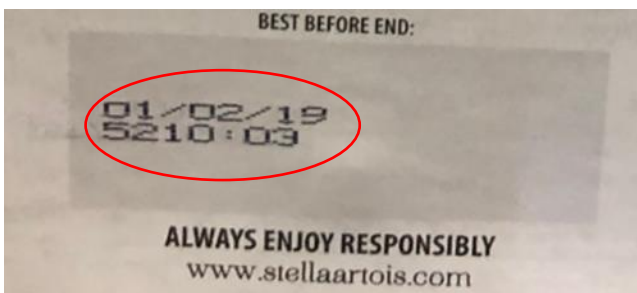 BEST BEFORE END:
01/02/19
5210:03
ALWAYS ENJOY RESPONSIBLY
www.stellaartois.com